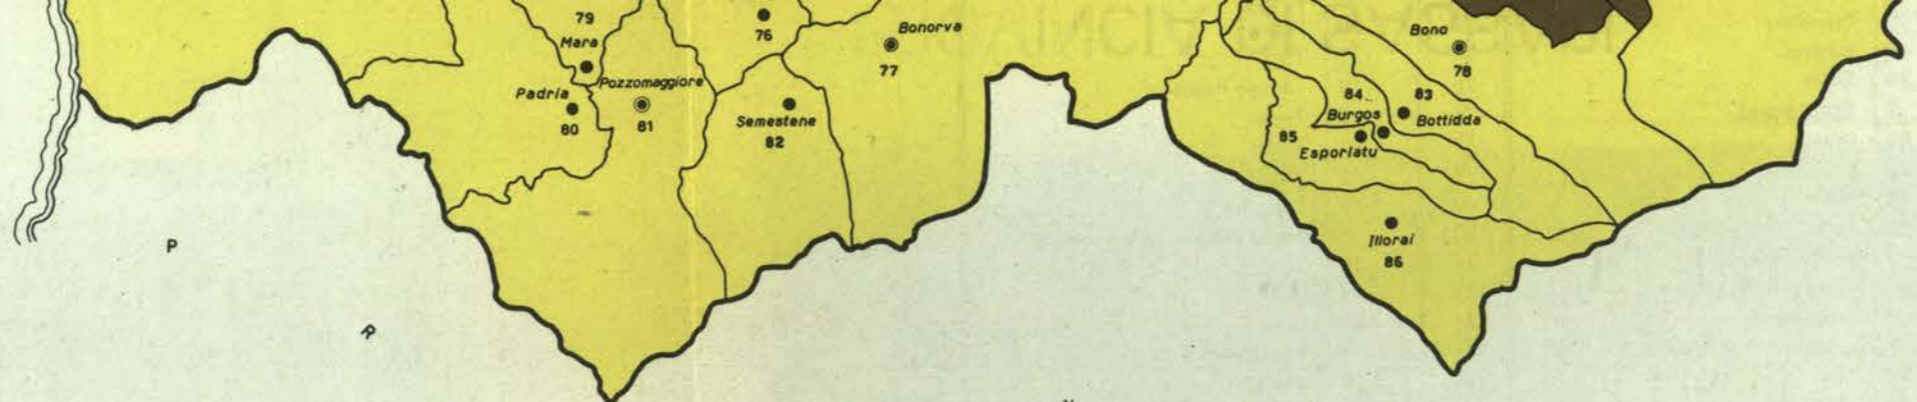 79
Mara
76
Bonorva
77
Bono
78
Pozzomaggiore
81
Padria
80
Semestene
82
84
83
Burgos
Bottidda
85
Esporlatu
Illorai
86
P
R